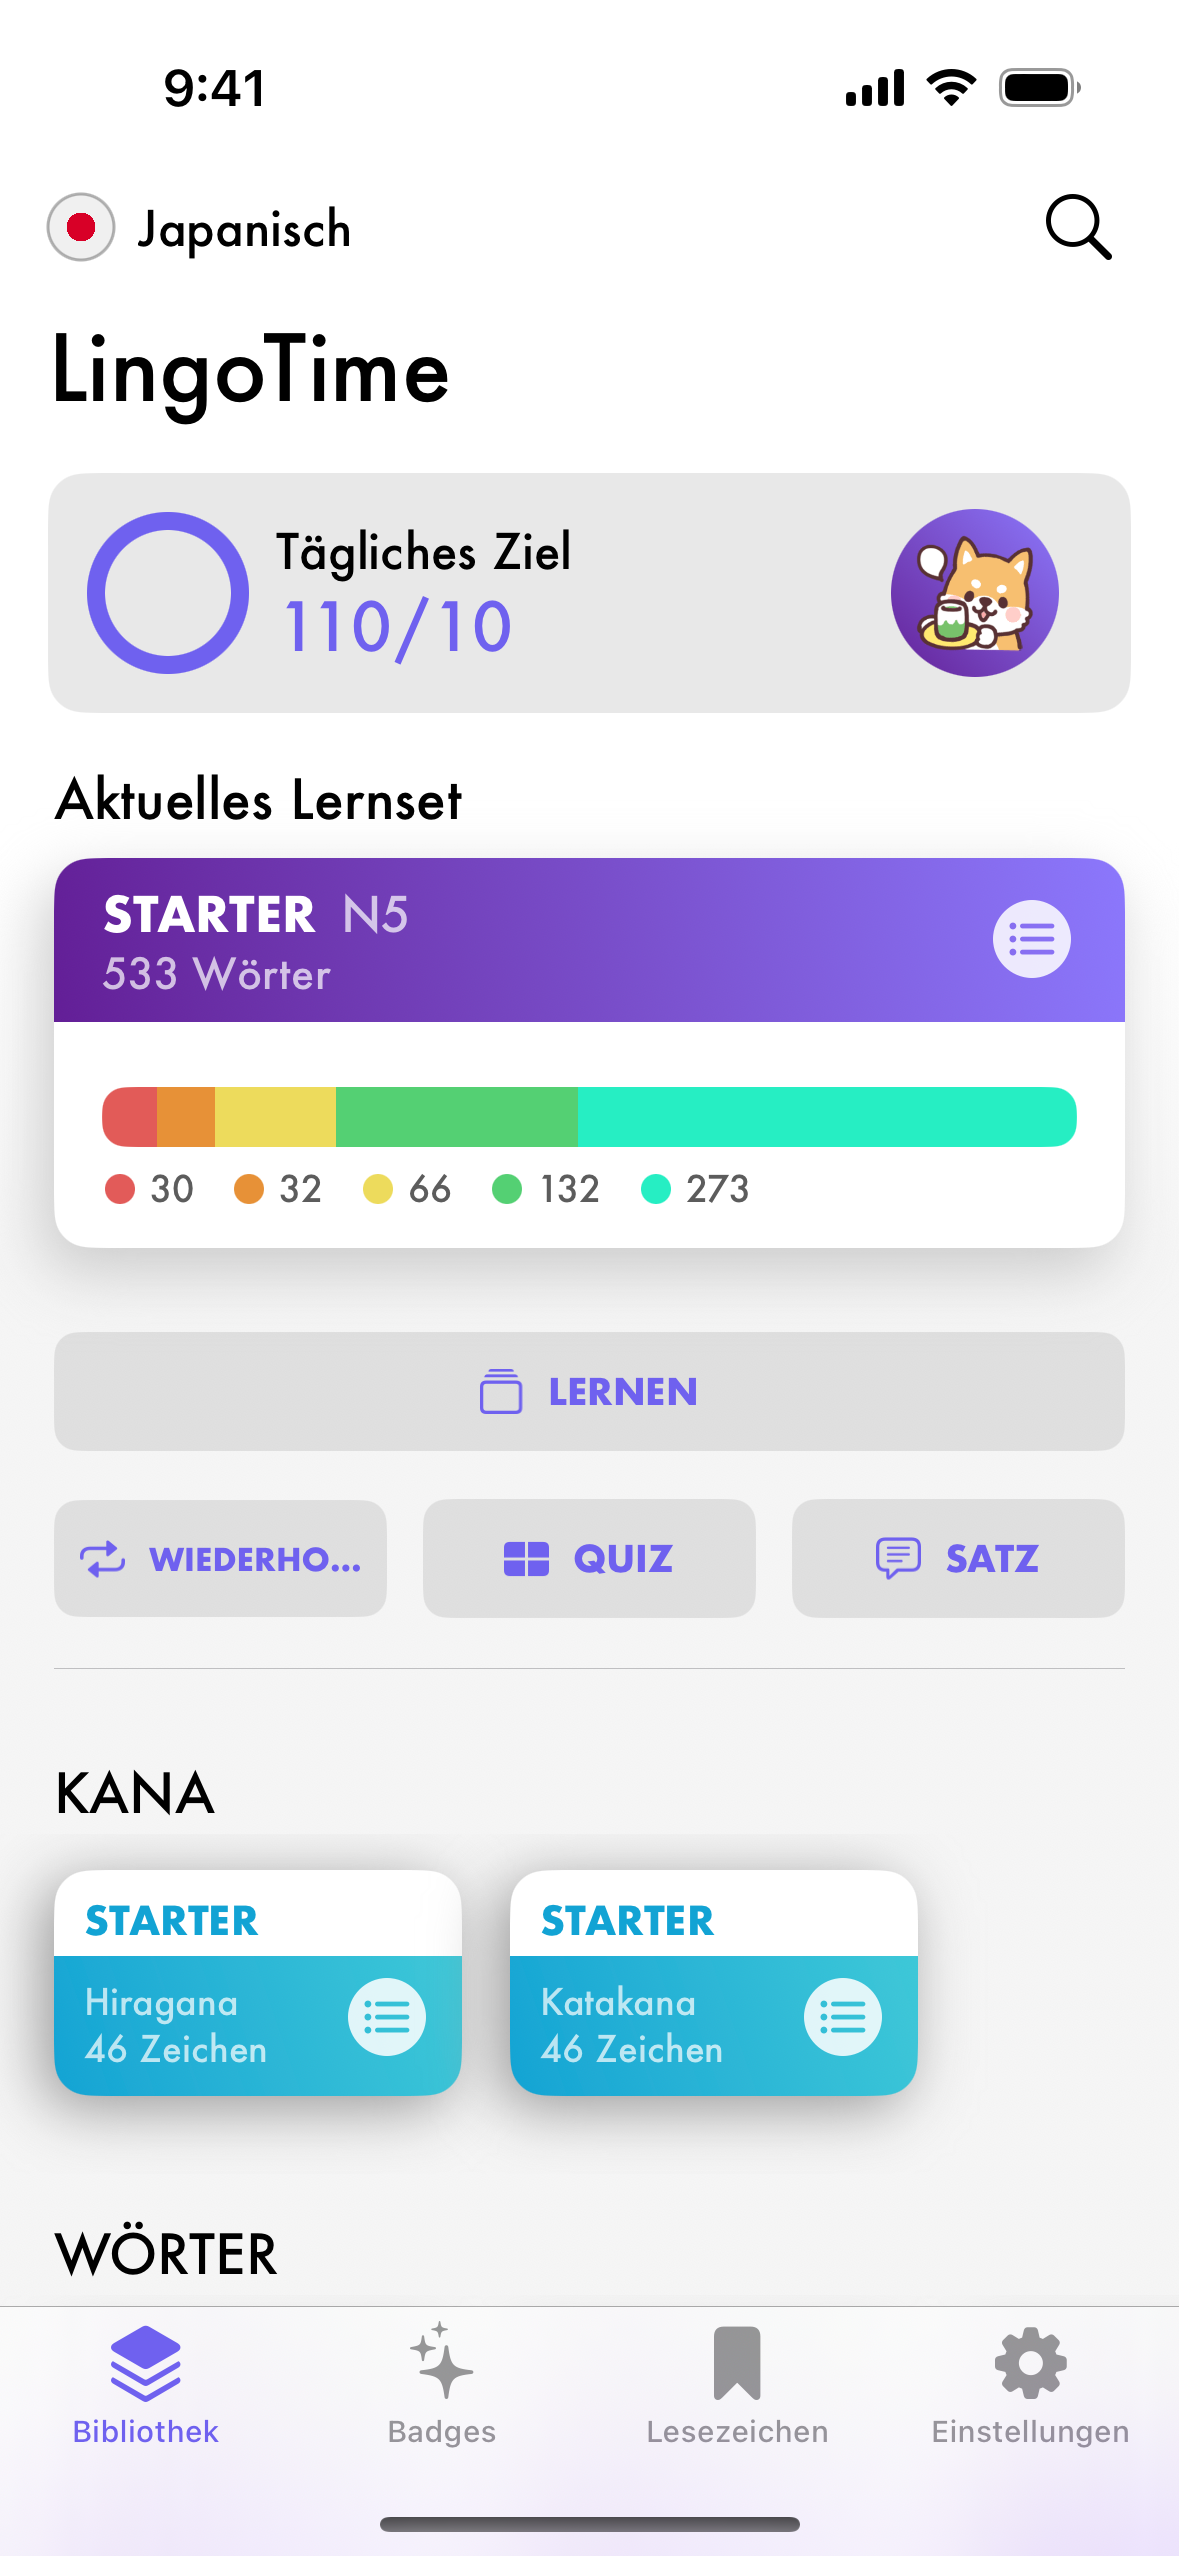 9:41
Japanisch
LingoTime
Tägliches Ziel
110/10
Aktuelles Lernset
STARTER N5
533 Wörter
30 32 66 132 273
LERNEN
WIEDERHO...
QUIZ
SATZ
KANA
STARTER
Hiragana
46 Zeichen
STARTER
Katakana
46 Zeichen
WÖRTER
Bibliothek
Badges
Lesezeichen
Einstellungen